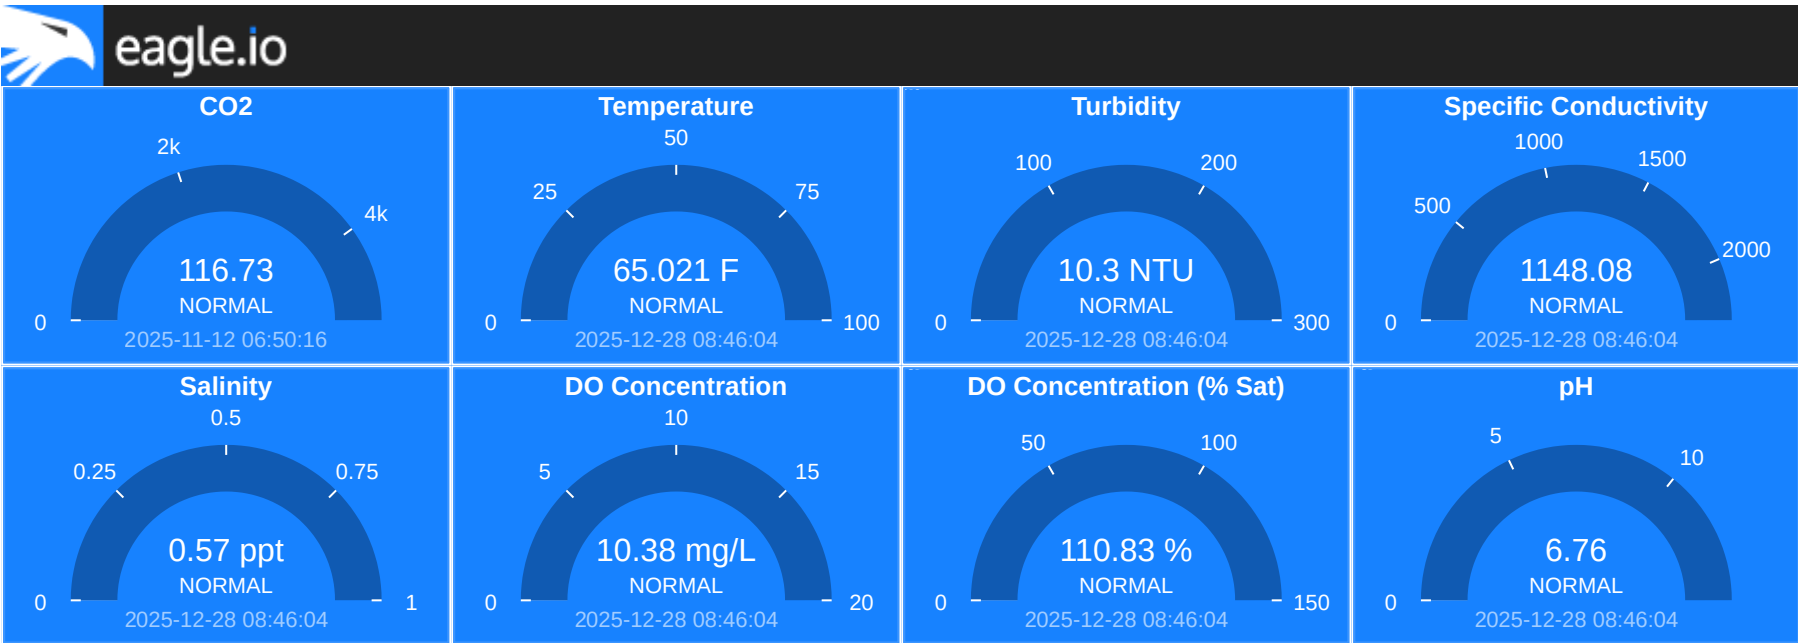 eagle.io
CO2
2k
4k
116.73
NORMAL
0
2025-11-12 06:50:16
Temperature
50
25
75
65.021 F
NORMAL
0
100
2025-12-28 08:46:04
Turbidity
100
200
10.3 NTU
NORMAL
0
300
2025-12-28 08:46:04
Specific Conductivity
1000
1500
500
2000
1148.08
NORMAL
0
2025-12-28 08:46:04
Salinity
0.5
0.25
0.75
0.57 ppt
NORMAL
0
1
2025-12-28 08:46:04
DO Concentration
10
5
15
10.38 mg/L
NORMAL
0
20
2025-12-28 08:46:04
DO Concentration (% Sat)
50
100
110.83 %
NORMAL
0
150
2025-12-28 08:46:04
pH
5
10
6.76
NORMAL
0
2025-12-28 08:46:04